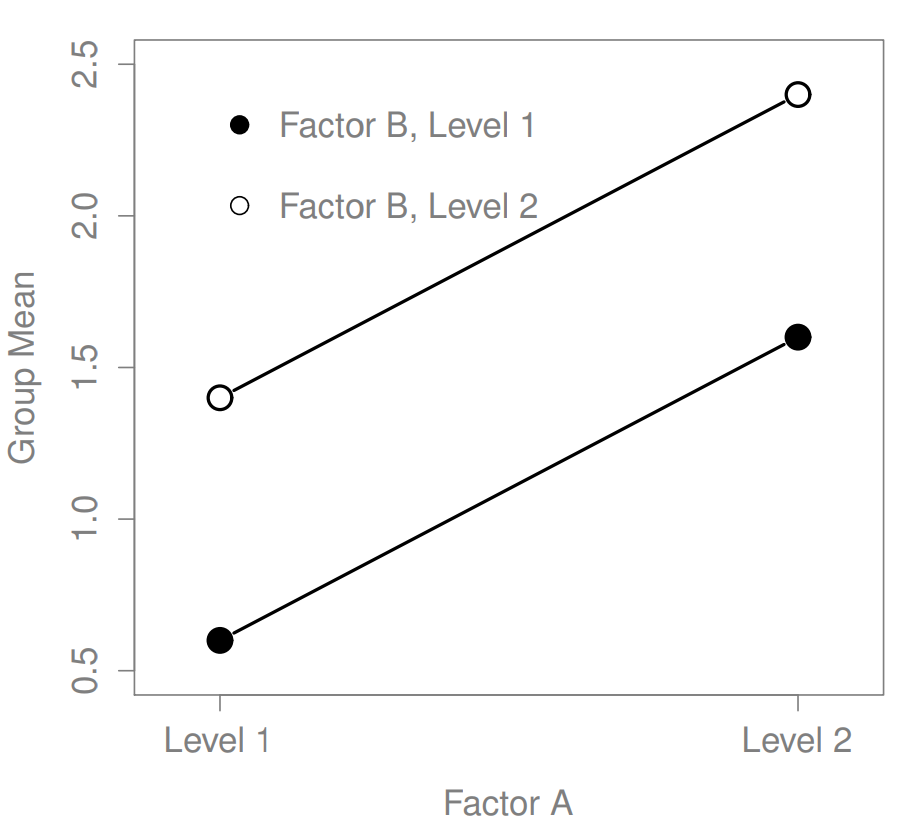 2.5
2.0
1.5
1.0
0.5
Group Mean
Factor B, Level 1
Factor B, Level 2
Level 1
Level 2
Factor A